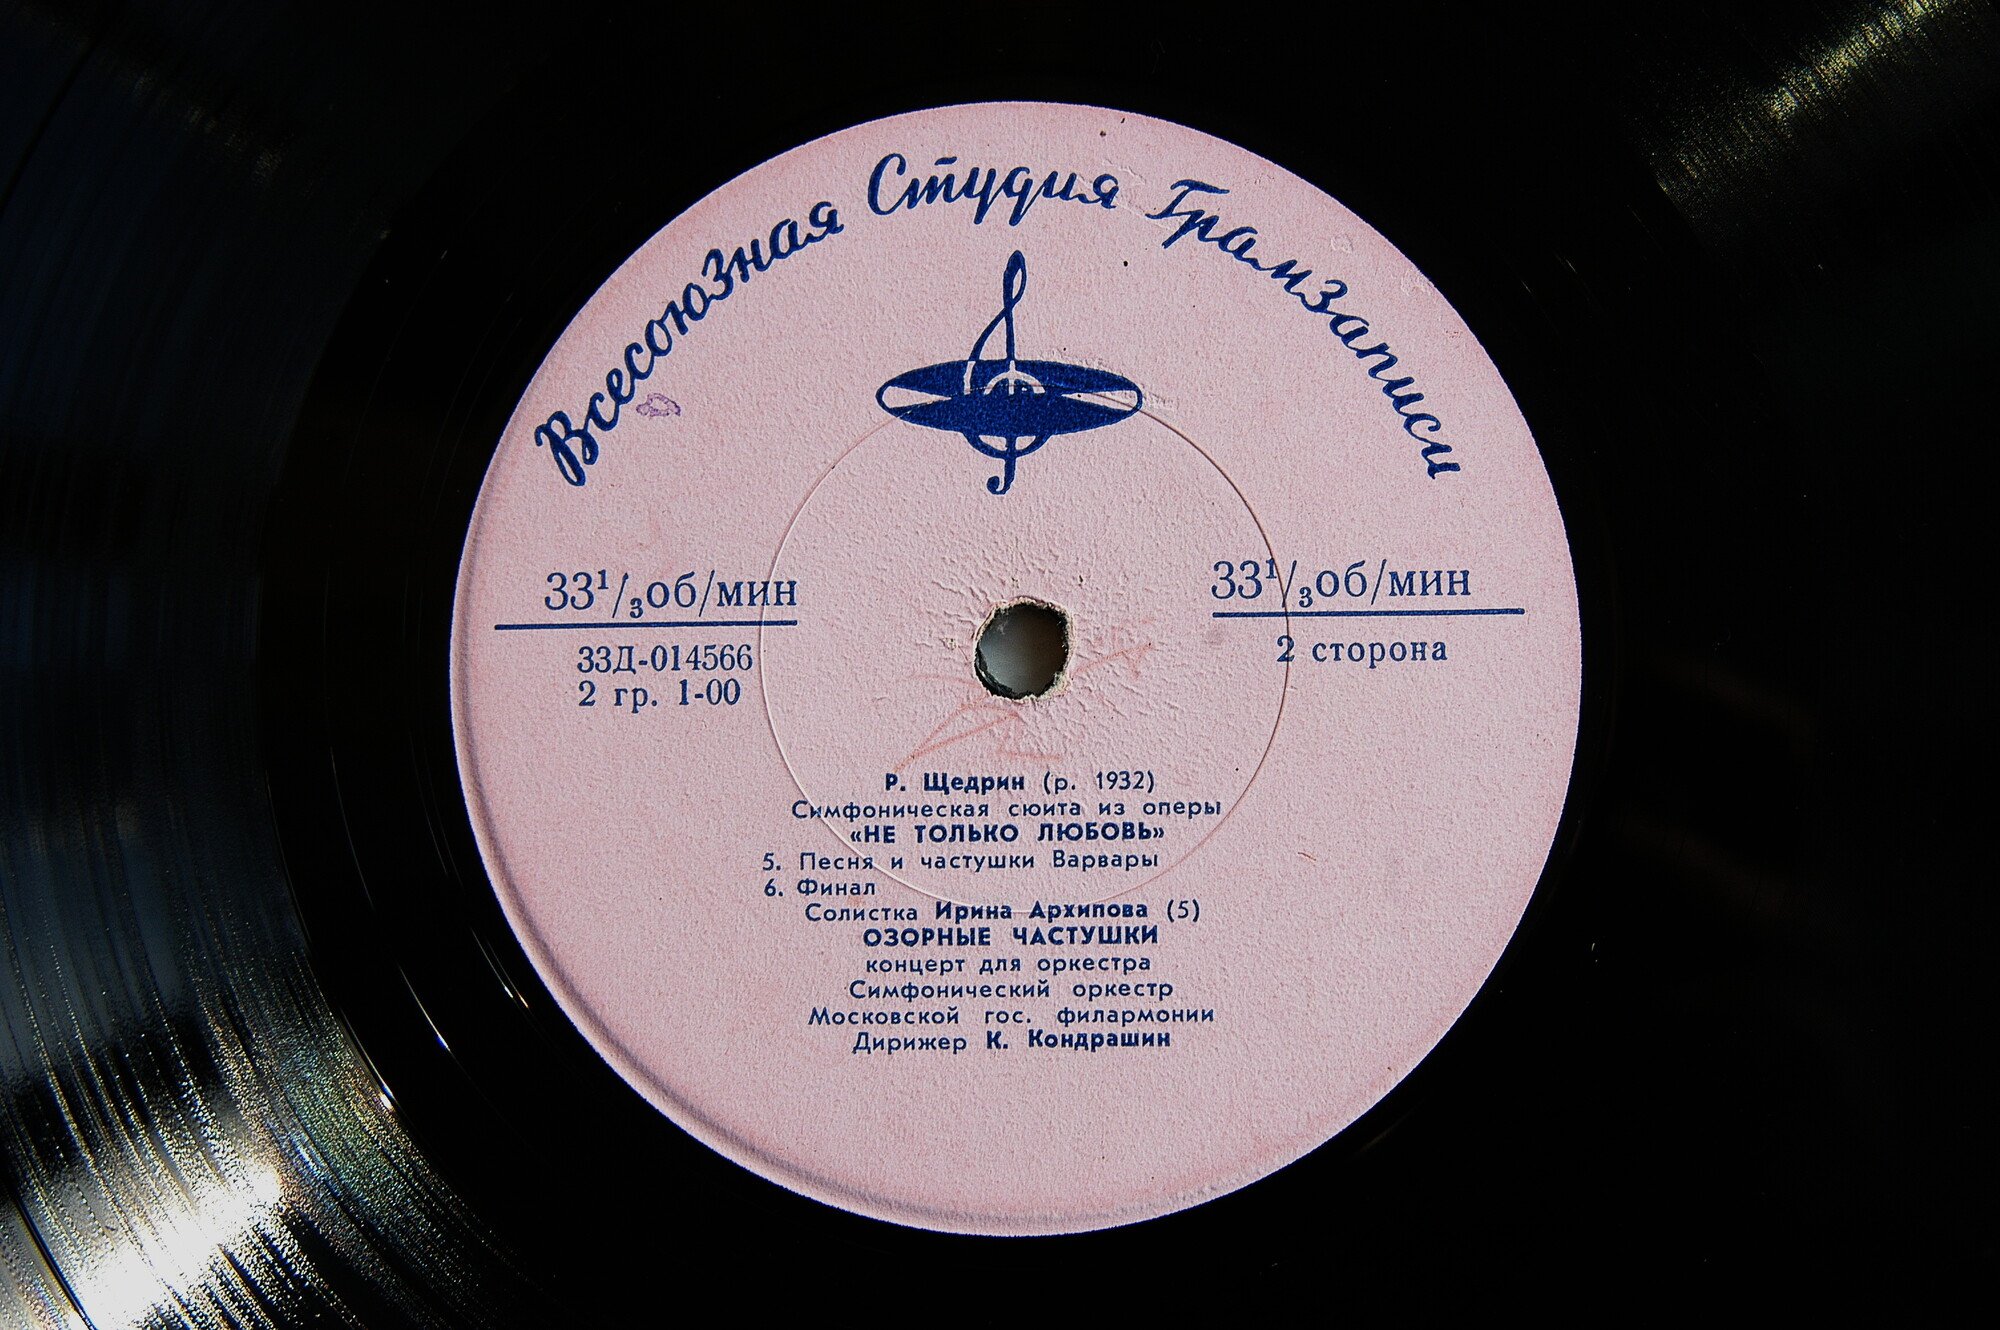 Всесоюзная Студия Грамзаписи
33¹/₃об/мин
33Д-014566
2 гр. 1-00
33¹/₃об/мин
2 сторона
Р. Щедрин (р. 1932)
Симфоническая сюита из оперы
«НЕ ТОЛЬКО ЛЮБОВЬ»
5. Песня и частушки Варвары
6. Финал
Солистка Ирина Архипова (5)
ОЗОРНЫЕ ЧАСТУШКИ
концерт для оркестра
Симфонический оркестр
Московской гос. филармонии
Дирижер К. Кондрашин